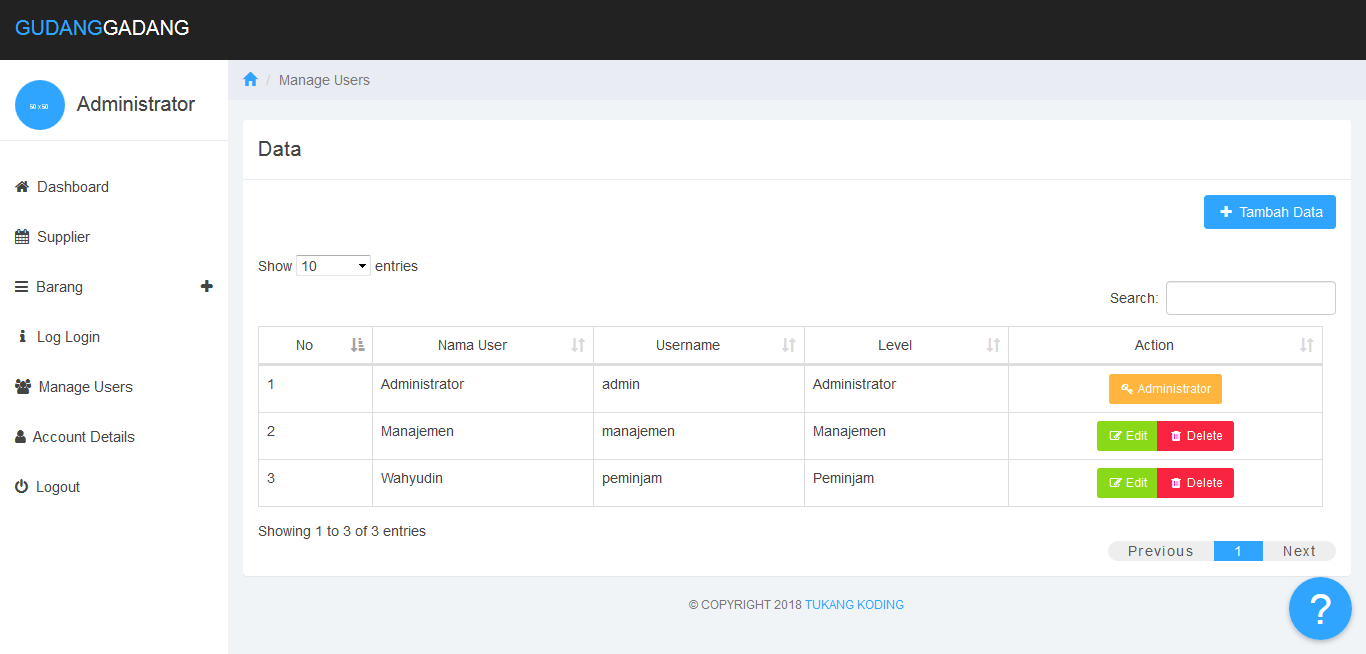 GUDANGGADANG
50 x 50
Administrator
/ Manage Users
Dashboard
Supplier
Barang
Log Login
Manage Users
Account Details
Logout
Data
Tambah Data
Show 10 entries
Search:
No Nama User Username Level Action
1 Administrator admin Administrator Administrator
2 Manajemen manajemen Manajemen Edit Delete
3 Wahyudin peminjam Peminjam Edit Delete
Showing 1 to 3 of 3 entries
Previous 1 Next
© COPYRIGHT 2018 TUKANG KODING
?